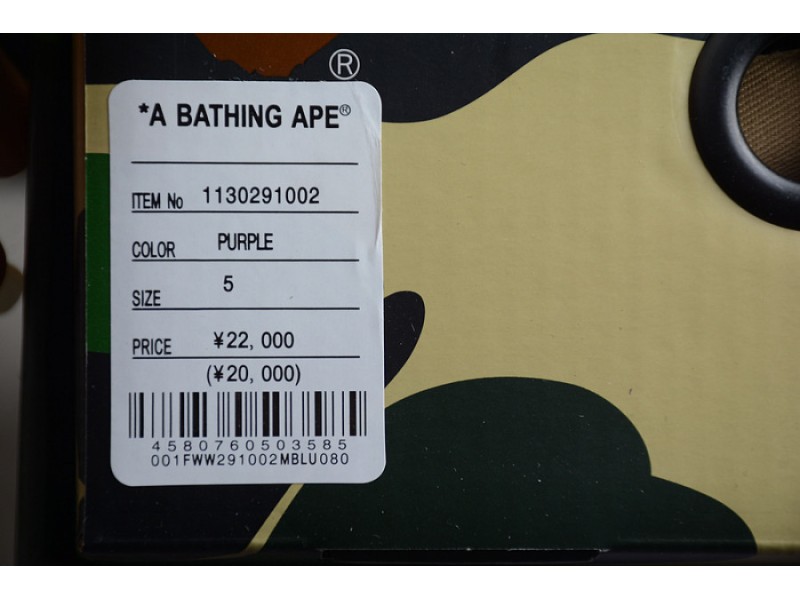 ®
*A BATHING APE®
ITEM No 1130291002
COLOR PURPLE
SIZE 5
PRICE ¥22, 000
(¥20, 000)
4580760503585
001FWW291002MBLU080